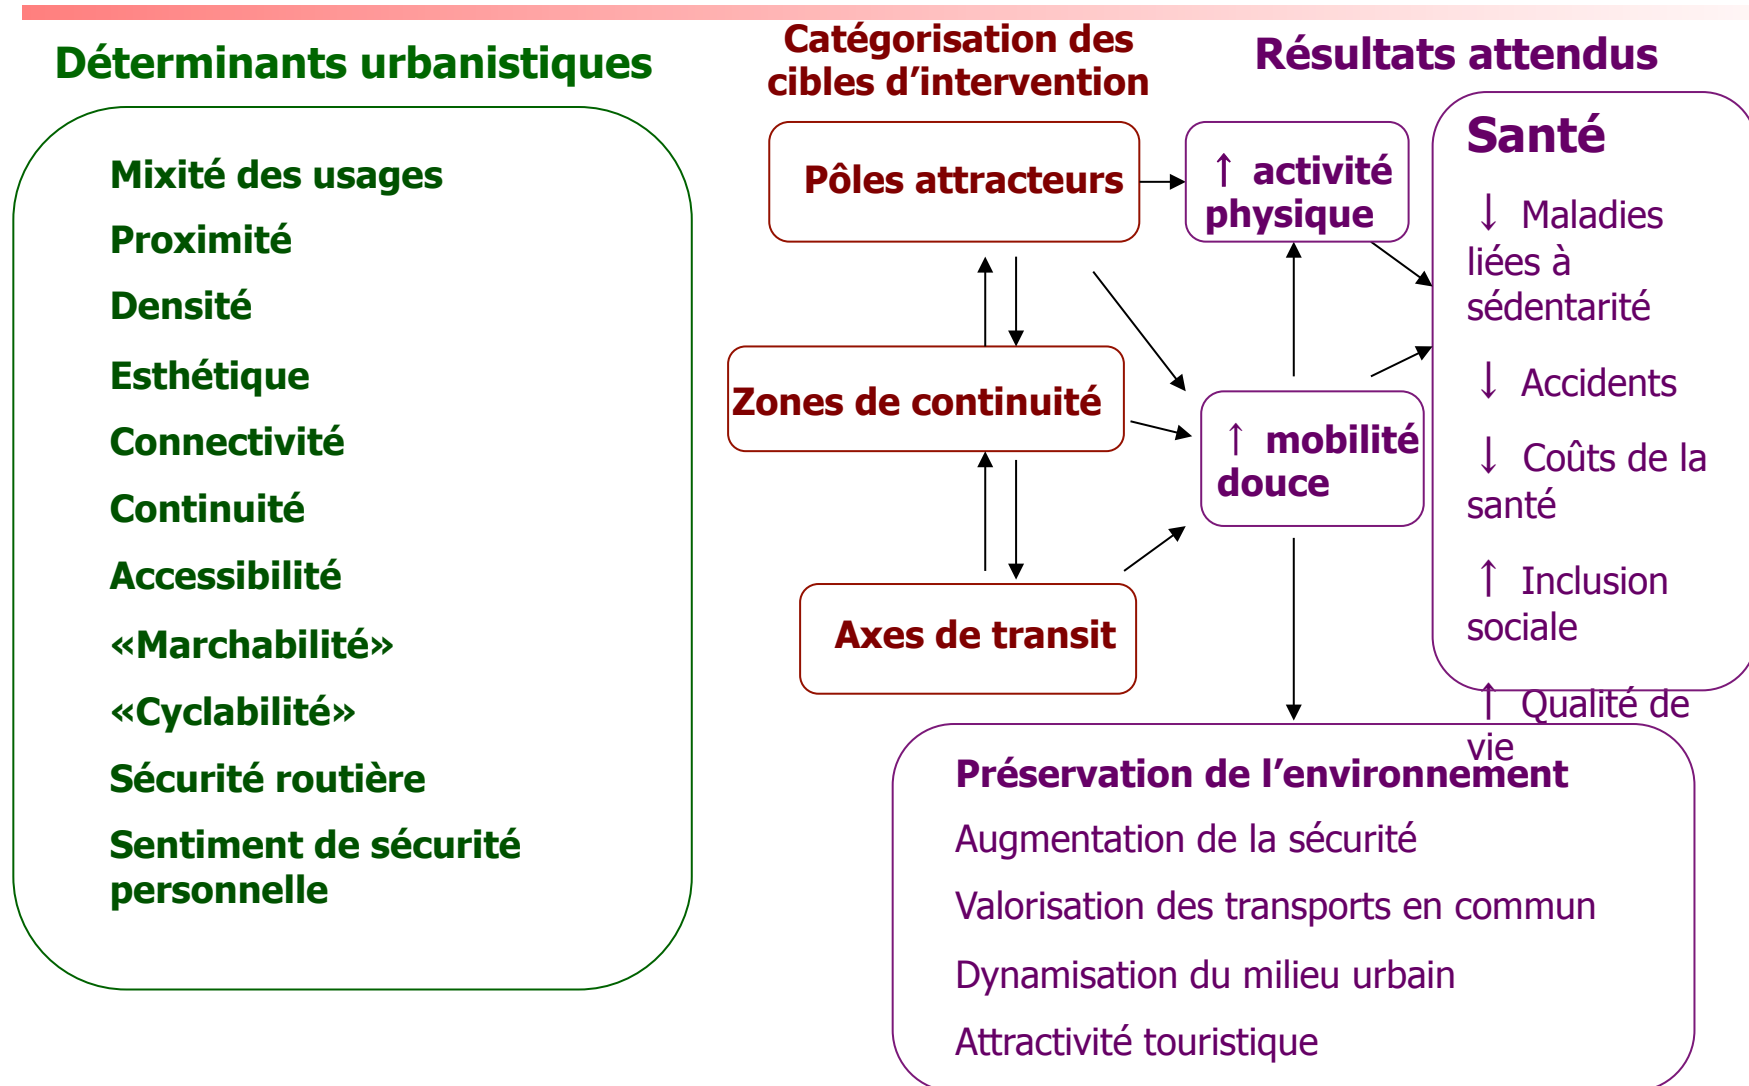 Déterminants urbanistiques
Mixité des usages
Proximité
Densité
Esthétique
Connectivité
Continuité
Accessibilité
«Marchabilité»
«Cyclabilité»
Sécurité routière
Sentiment de sécurité
personnelle
Catégorisation des
cibles d’intervention
Pôles attracteurs
Zones de continuité
Axes de transit
Résultats attendus
↑ activité
physique
↑ mobilité
douce
Santé
↓ Maladies
liées à
sédentarité
↓ Accidents
↓ Coûts de la
santé
↑ Inclusion
sociale
↑ Qualité de
vie
Préservation de l’environnement
Augmentation de la sécurité
Valorisation des transports en commun
Dynamisation du milieu urbain
Attractivité touristique